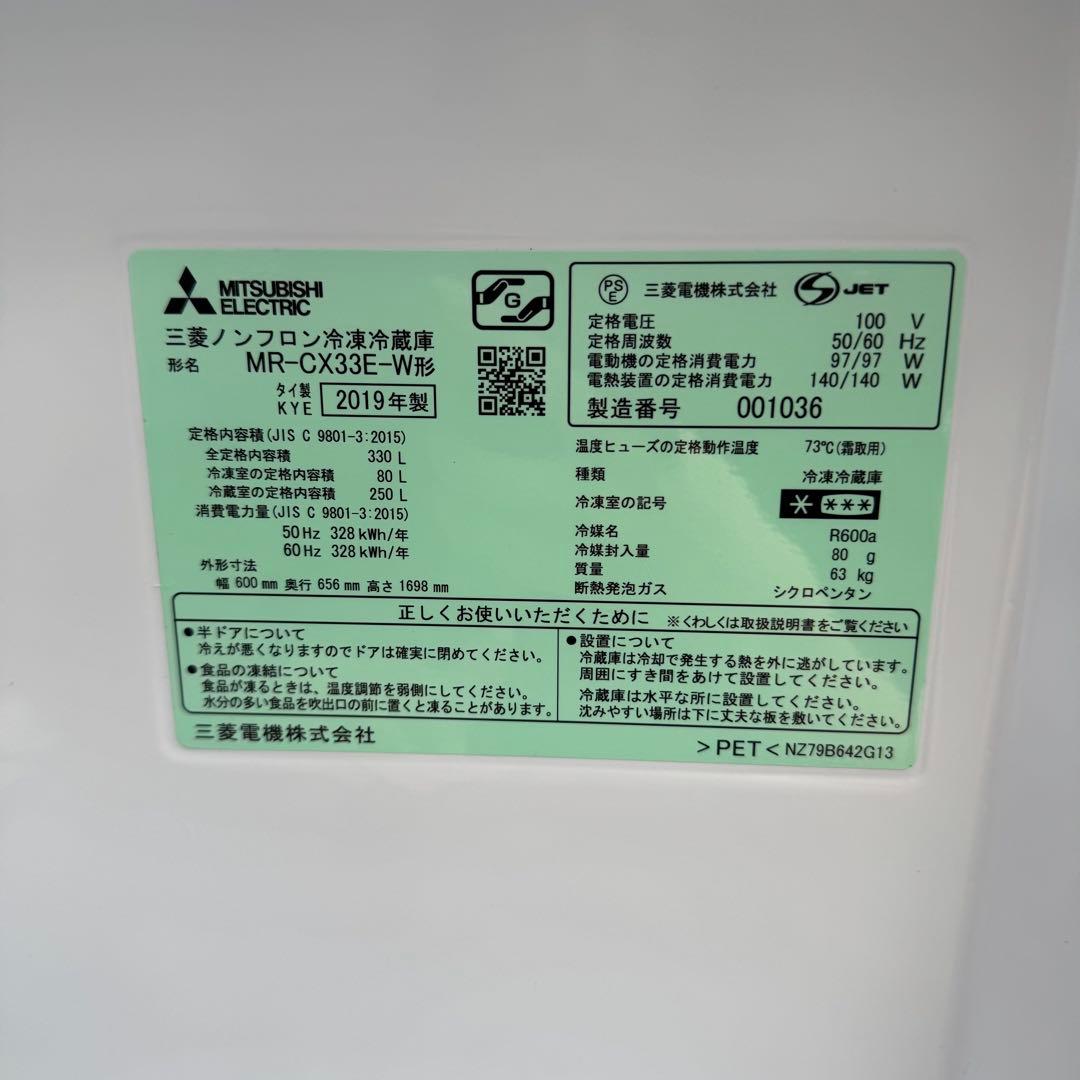 MITSUBISHI
ELECTRIC
G
三菱ノンフロン冷凍冷蔵庫
形名 MR-CX33E-W形
タイ製
KYE 2019年製
定格内容積(JIS C 9801-3:2015)
全定格内容積 330 L
冷凍室の定格内容積 80 L
冷蔵室の定格内容積 250 L
消費電力量(JIS C 9801-3:2015)
50Hz 328kWh/年
60Hz 328kWh/年
外形寸法
幅 600mm 奥行 656mm 高さ 1698mm
PS
E 三菱電機株式会社 S JET
定格電圧 100 V
定格周波数 50/60 Hz
電動機の定格消費電力 97/97 W
電熱装置の定格消費電力 140/140 W
製造番号 001036
温度ヒューズの定格動作温度 73℃(霜取用)
種類 冷凍冷蔵庫
冷凍室の記号 * ***
冷媒名 R600a
冷媒封入量 80 g
質量 63 kg
断熱発泡ガス シクロペンタン
正しくお使いいただくために ※くわしくは取扱説明書をご覧ください
●半ドアについて
冷えが悪くなりますのでドアは確実に閉めてください。
●食品の凍結について
食品が凍るときは、温度調節を弱側にしてください。
水分の多い食品を吹出口の前に置くと凍ることがあります。
●設置について
冷蔵庫は冷却で発生する熱を外に逃がしています。
周囲にすき間をあけて設置してください。
冷蔵庫は水平な所に設置してください。
沈みやすい場所は下に丈夫な板を敷いてください。
三菱電機株式会社
>PET< NZ79B642G13